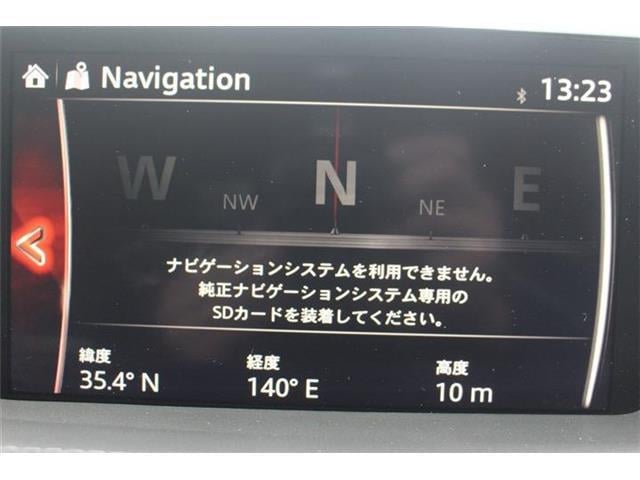 Navigation
13:23
W NW N NE E
ナビゲーションシステムを利用できません。
純正ナビゲーションシステム専用の
SDカードを装着してください。
緯度 経度 高度
35.4° N 140° E 10 m